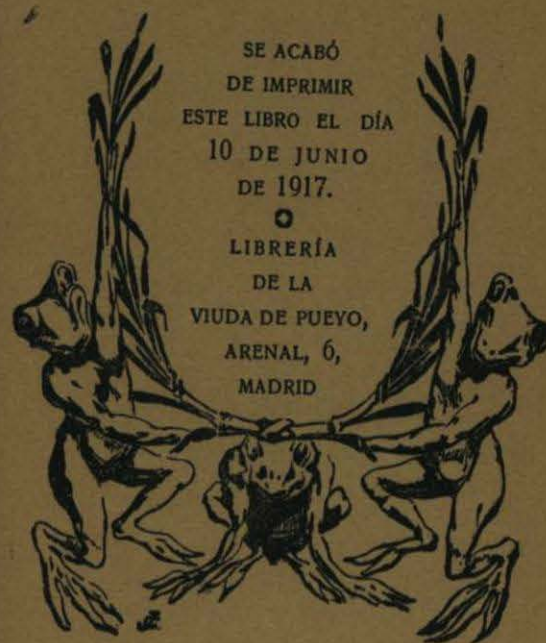 SE ACABÓ
DE IMPRIMIR
ESTE LIBRO EL DÍA
10 DE JUNIO
DE 1917.
LIBRERÍA
DE LA
VIUDA DE PUEYO,
ARENAL, 6,
MADRID